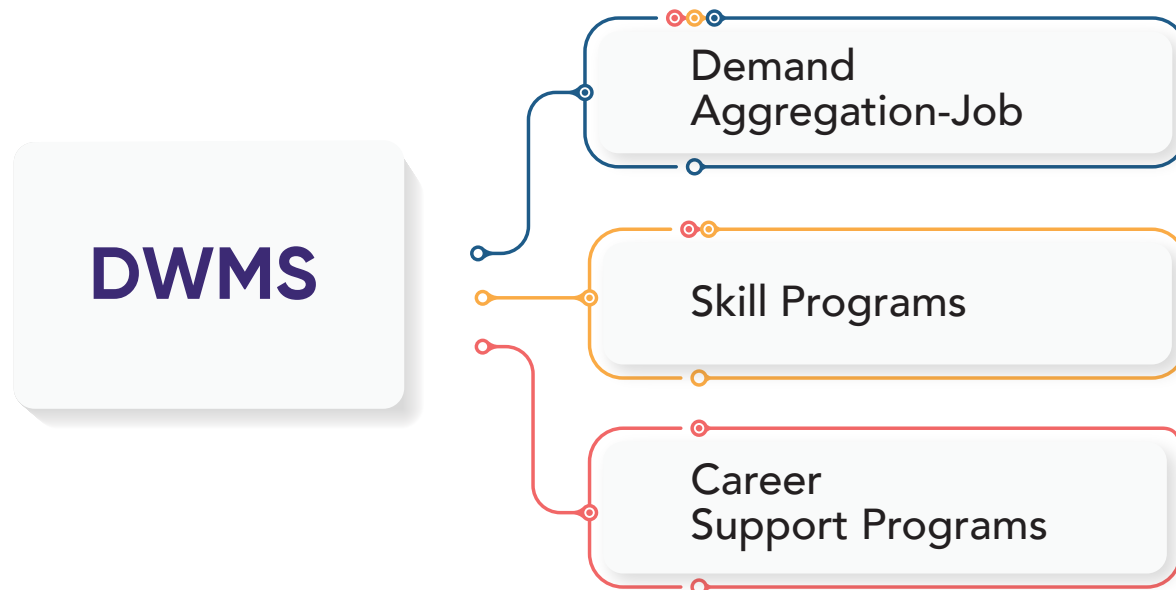 DWMS
Demand
Aggregation-Job
Skill Programs
Career
Support Programs